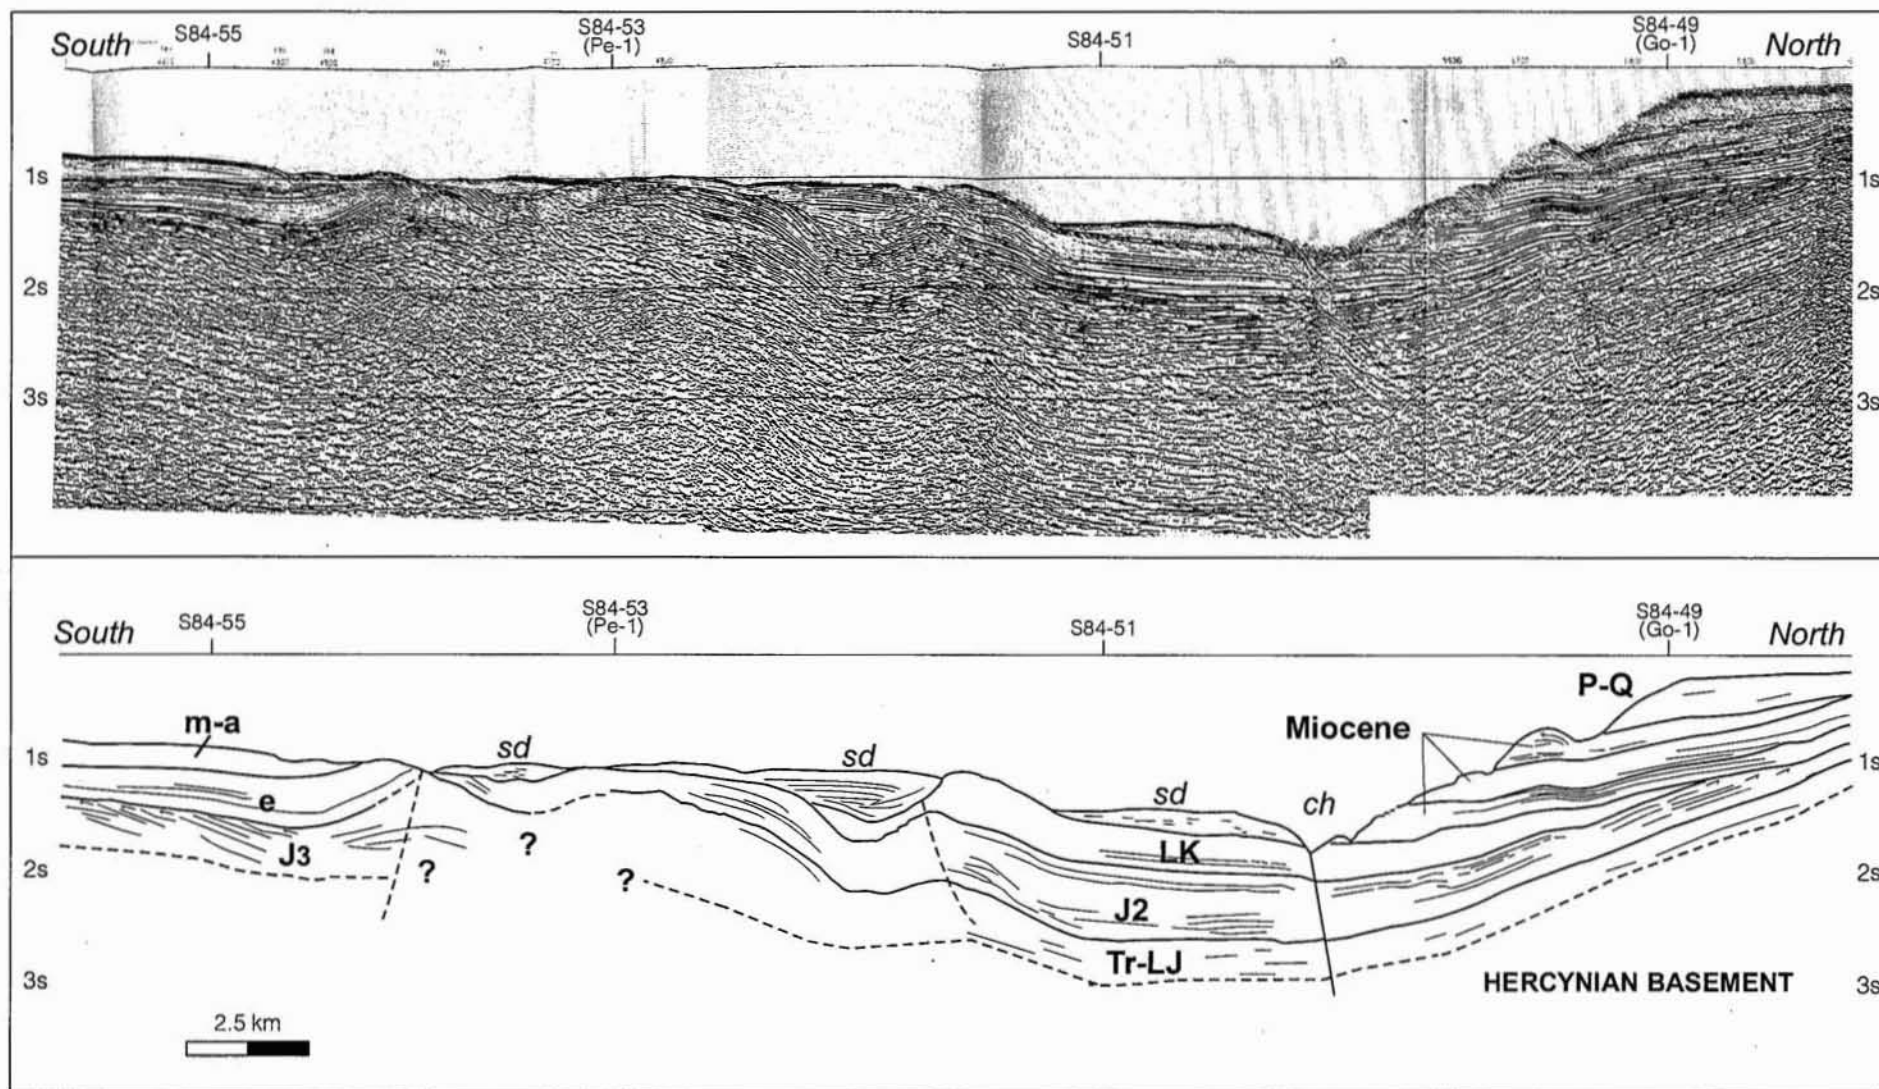 South
S84-55
S84-53
(Pe-1)
S84-51
S84-49
(Go-1)
North
1s
1s
2s
2s
3s
3s
South
S84-55
S84-53
(Pe-1)
S84-51
S84-49
(Go-1)
North
P-Q
m-a
Miocene
1s
sd
sd
1s
e
sd
ch
J3
LK
2s
?
?
?
2s
J2
Tr-LJ
3s
HERCYNIAN BASEMENT
3s
2.5 km